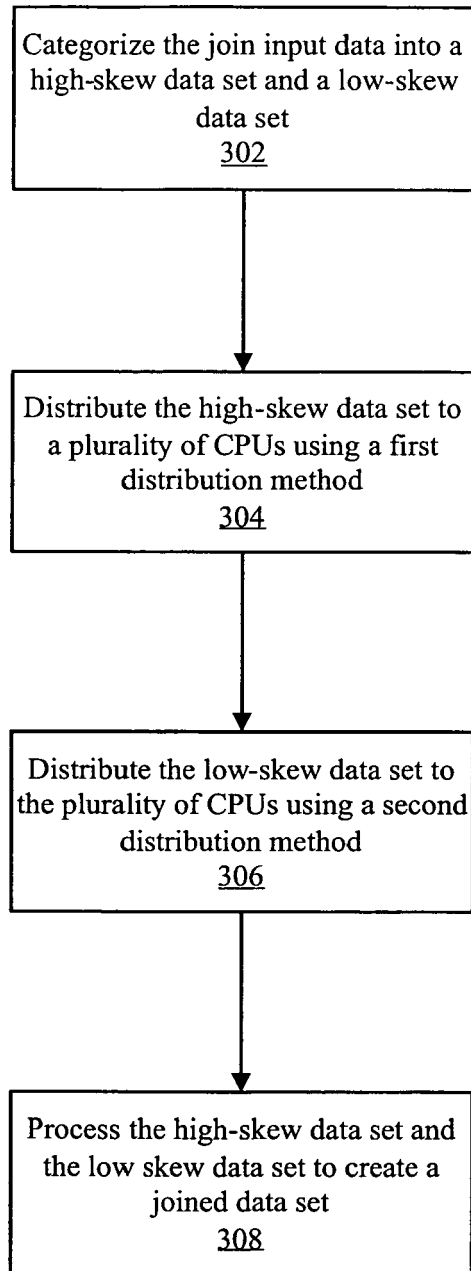 Categorize the join input data into a
high-skew data set and a low-skew
data set
302
Distribute the high-skew data set to
a plurality of CPUs using a first
distribution method
304
Distribute the low-skew data set to
the plurality of CPUs using a second
distribution method
306
Process the high-skew data set and
the low skew data set to create a
joined data set
308